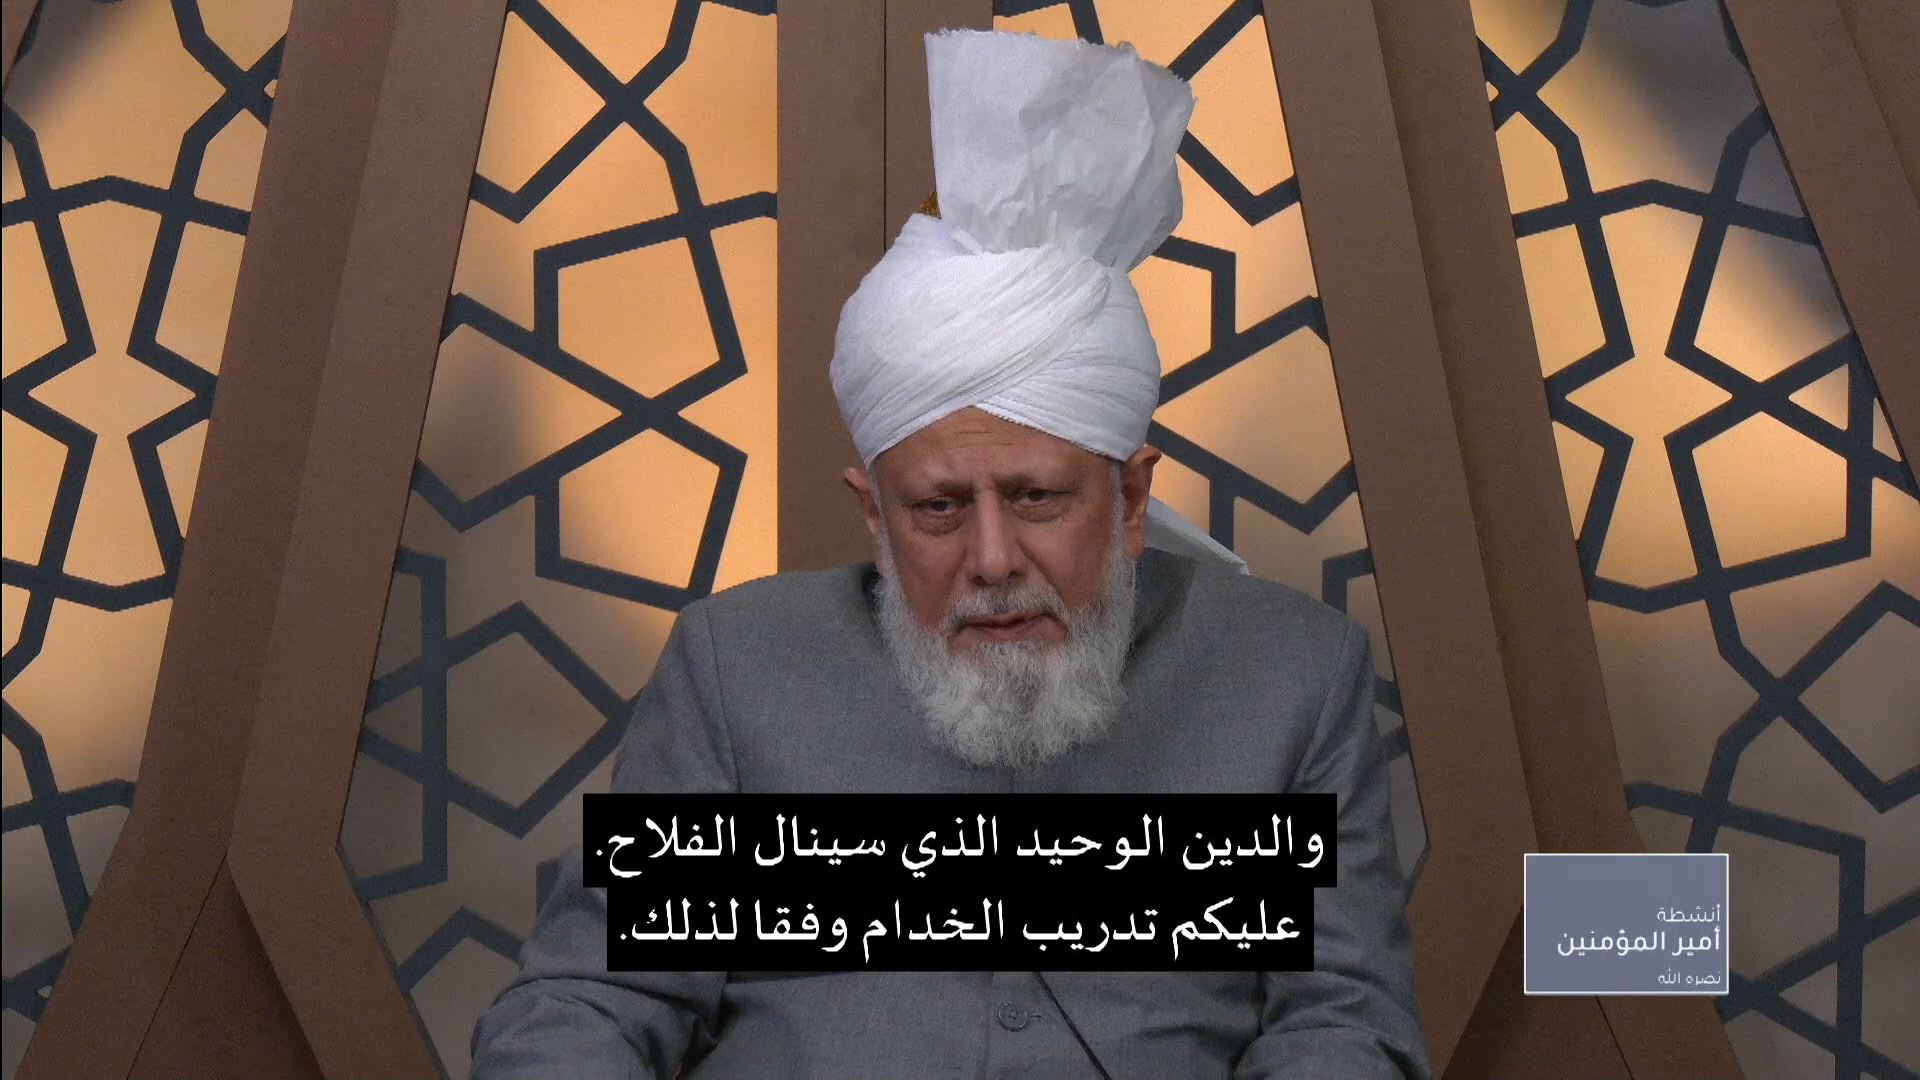 والدين الوحيد الذي سينال الفلاح.
عليكم تدريب الخدام وفقا لذلك.
أنشطة
أمير المؤمنين
نصره الله